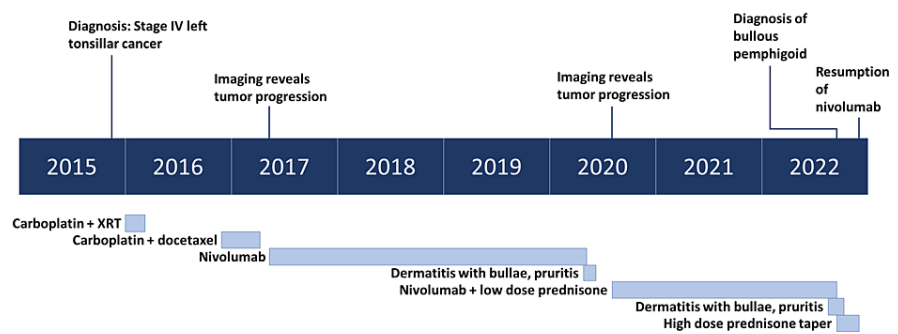 Diagnosis: Stage IV left
tonsillar cancer
Imaging reveals
tumor progression
Imaging reveals
tumor progression
Diagnosis of
bullous
pemphigoid
Resumption
of
nivolumab
2015 2016 2017 2018 2019 2020 2021 2022
Carboplatin + XRT
Carboplatin + docetaxel
Nivolumab
Dermatitis with bullae, pruritis
Nivolumab + low dose prednisone
Dermatitis with bullae, pruritis
High dose prednisone taper